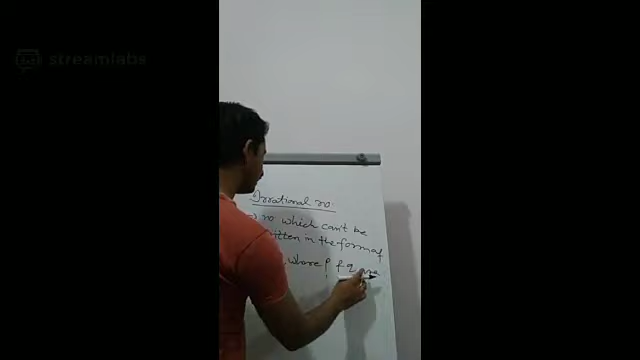 streamlabs
Irrational no:
→ no which can't be
written in the form of
, where p & q are